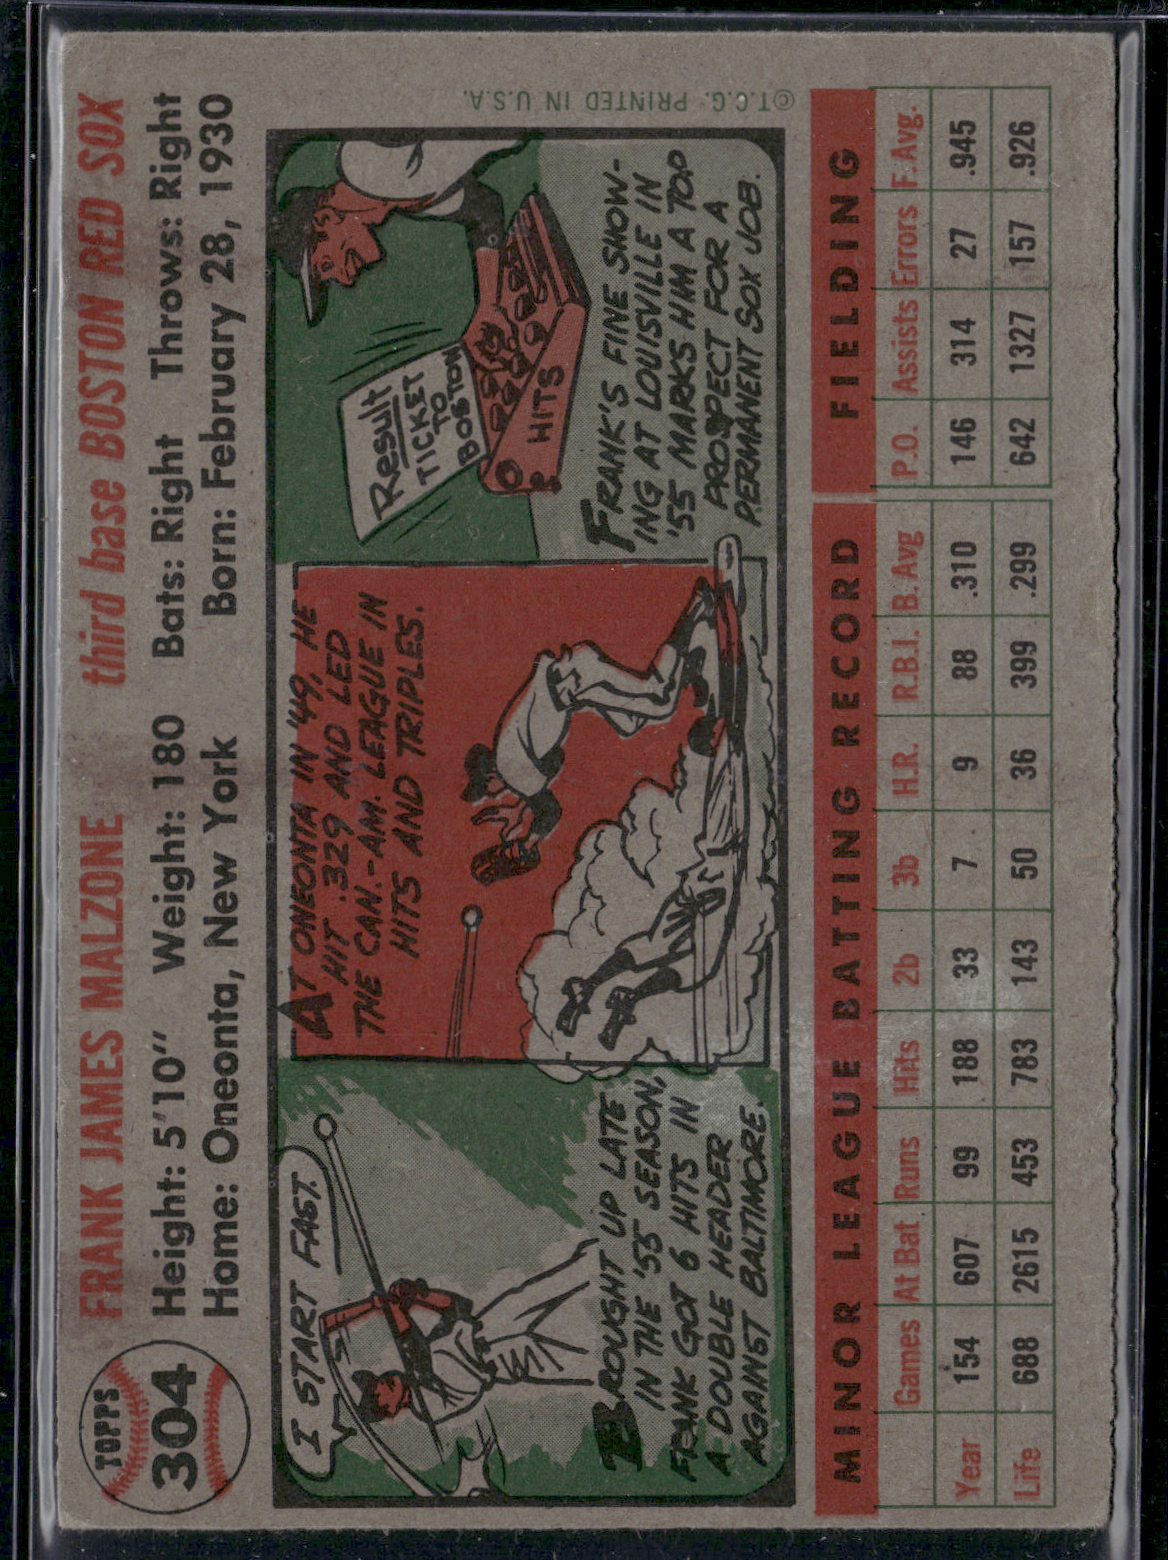 TOPPS
304
FRANK JAMES MALZONE third base BOSTON RED SOX
Height: 5'10" Weight: 180 Bats: Right Throws: Right
Home: Oneonta, New York Born: February 28, 1930
I START FAST.
BROUGHT UP LATE
IN THE '55 SEASON,
FRANK GOT 6 HITS IN
A DOUBLE HEADER
AGAINST BALTIMORE.
AT ONEONTA IN '49, HE
HIT .329 AND LED
THE CAN.-AM. LEAGUE IN
HITS AND TRIPLES.
Result
TICKET
TO
BOSTON
HITS
FRANK'S FINE SHOW-
ING AT LOUISVILLE IN
'55 MARKS HIM A TOP
PROSPECT FOR A
PERMANENT SOX JOB.
©T.C.G. PRINTED IN U.S.A.
MINOR LEAGUE BATTING RECORD FIELDING
Games At Bat Runs Hits 2b 3b H.R. R.B.I. B.Avg P.O. Assists Errors F.Avg.
Year 154 607 99 188 33 7 9 88 .310 146 314 27 .945
Life 688 2615 453 783 143 50 36 399 .299 642 1327 157 .926